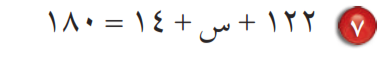 ٧ ١٢٢ + س + ١٤ = ١٨٠